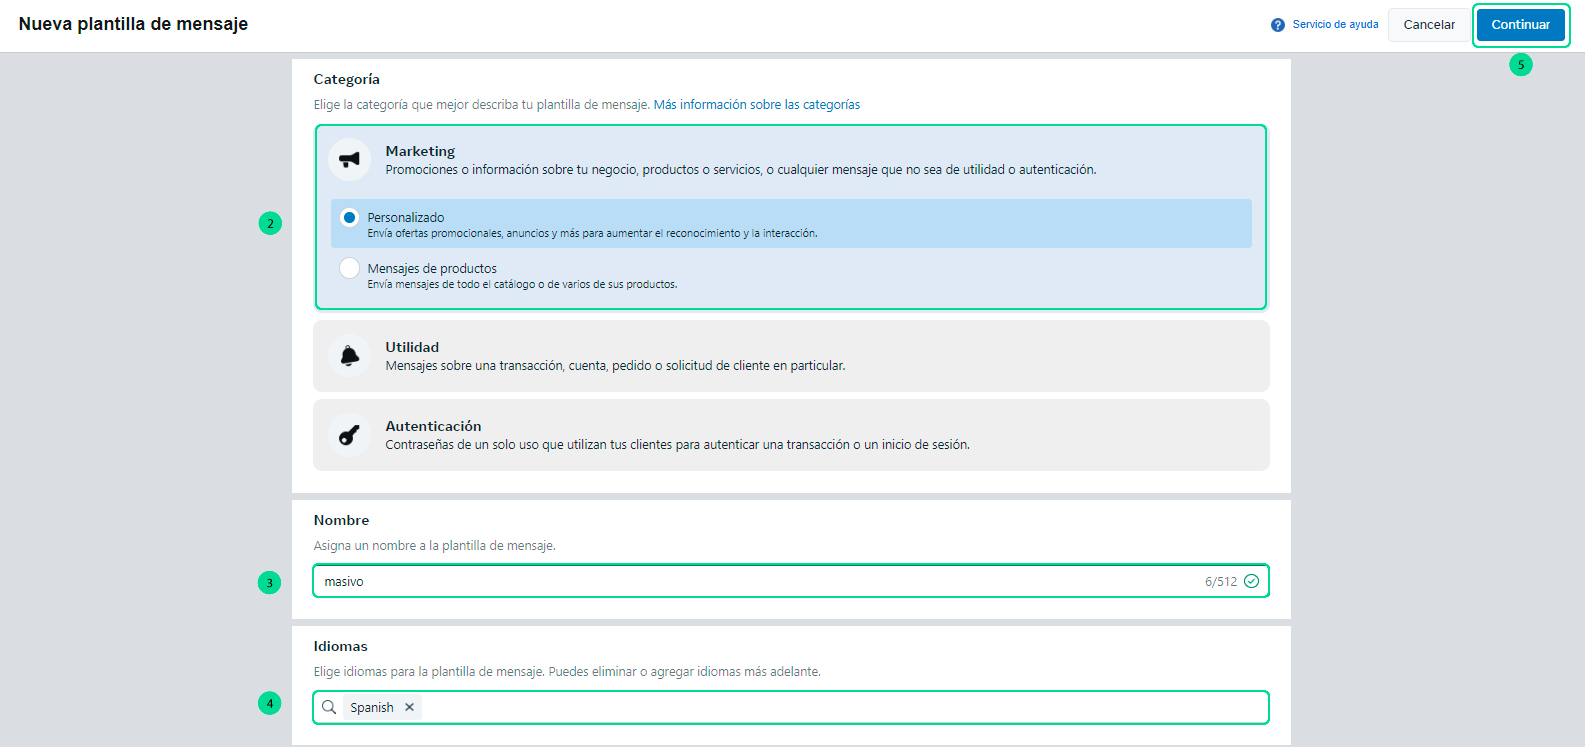 Nueva plantilla de mensaje
Servicio de ayuda
Cancelar
Continuar
5
Categoría
Elige la categoría que mejor describa tu plantilla de mensaje. Más información sobre las categorías
Marketing
Promociones o información sobre tu negocio, productos o servicios, o cualquier mensaje que no sea de utilidad o autenticación.
2
Personalizado
Envía ofertas promocionales, anuncios y más para aumentar el reconocimiento y la interacción.
Mensajes de productos
Envía mensajes de todo el catálogo o de varios de sus productos.
Utilidad
Mensajes sobre una transacción, cuenta, pedido o solicitud de cliente en particular.
Autenticación
Contraseñas de un solo uso que utilizan tus clientes para autenticar una transacción o un inicio de sesión.
Nombre
Asigna un nombre a la plantilla de mensaje.
3
masivo
6/512
Idiomas
Elige idiomas para la plantilla de mensaje. Puedes eliminar o agregar idiomas más adelante.
4
Spanish